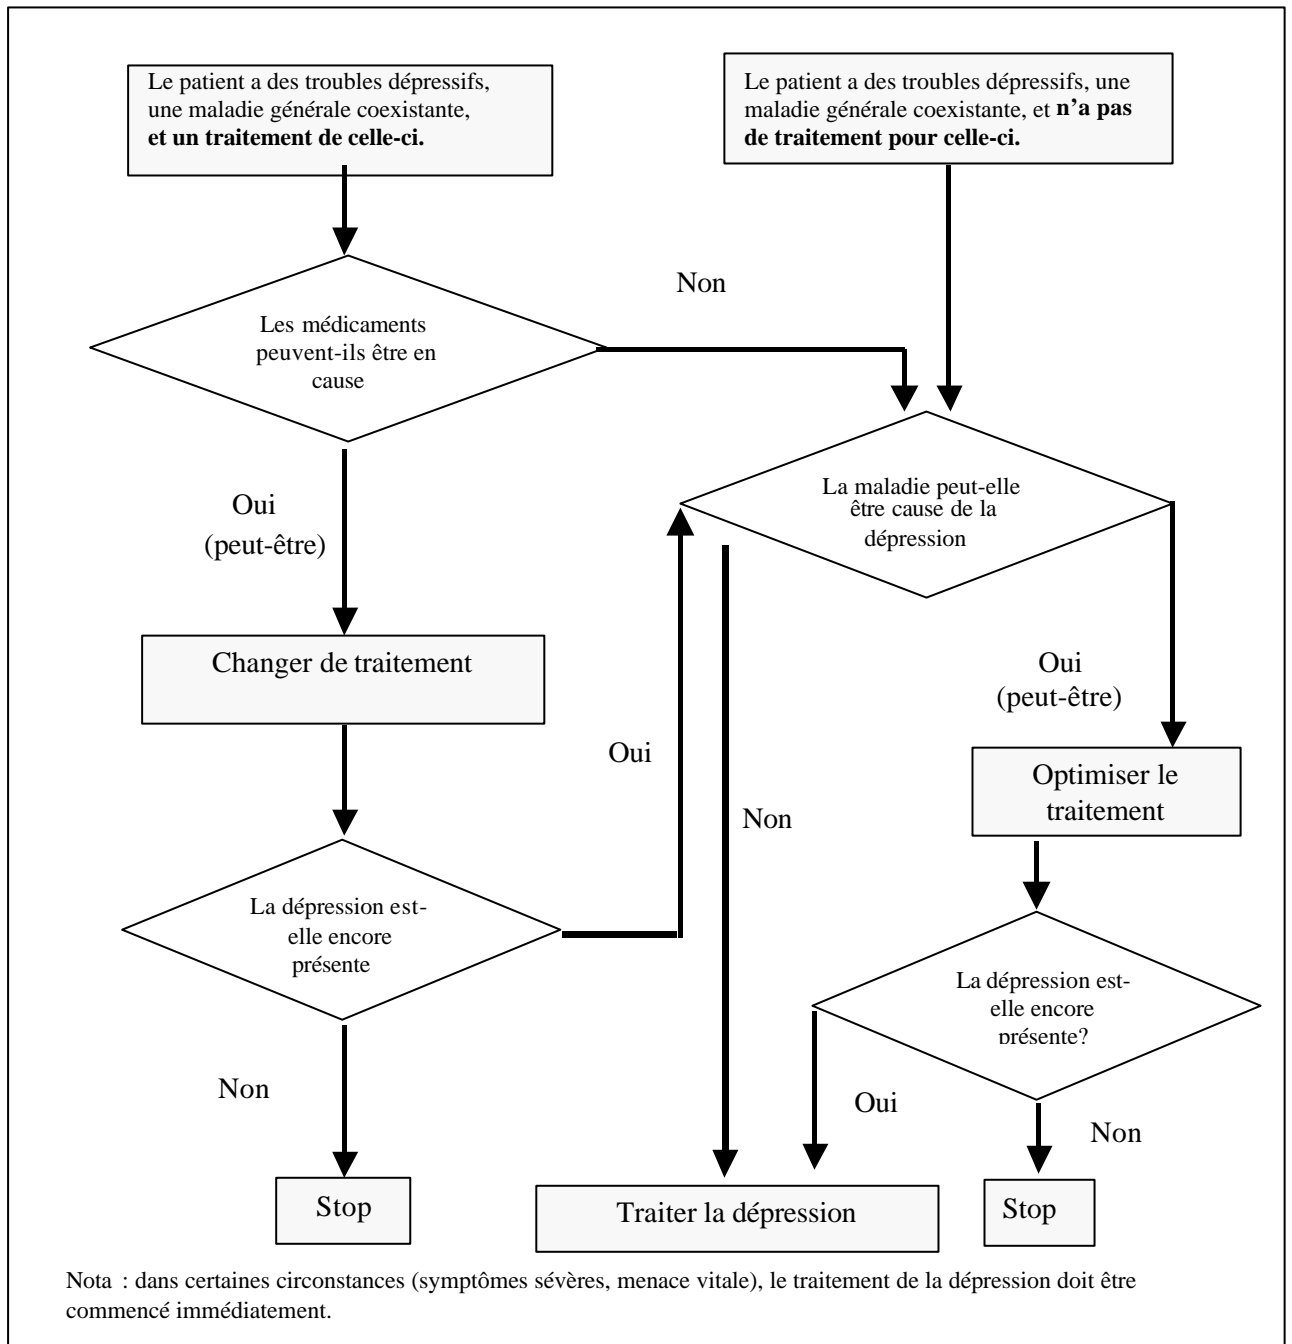 Le patient a des troubles dépressifs,
une maladie générale coexistante,
et un traitement de celle-ci.
Le patient a des troubles dépressifs, une
maladie générale coexistante, et n'a pas
de traitement pour celle-ci.
Non
Les médicaments
peuvent-ils être en
cause
La maladie peut-elle
être cause de la
dépression
Oui
(peut-être)
Changer de traitement
Oui
(peut-être)
Oui
Optimiser le
traitement
Non
La dépression est-
elle encore
présente
La dépression est-
elle encore
présente?
Non
Oui
Non
Stop
Traiter la dépression
Stop
Nota : dans certaines circonstances (symptômes sévères, menace vitale), le traitement de la dépression doit être
commencé immédiatement.